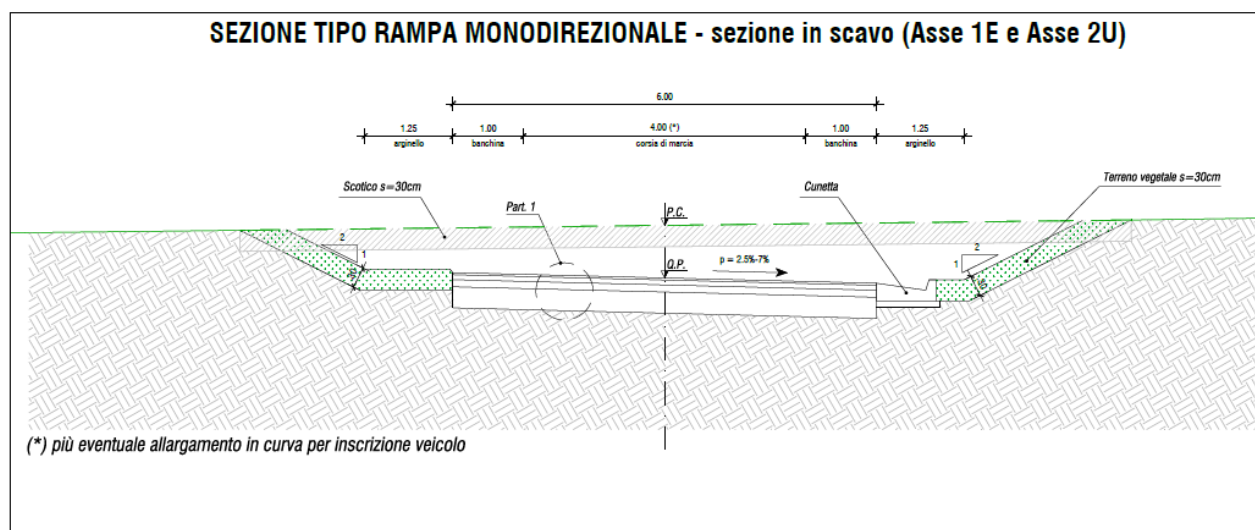 SEZIONE TIPO RAMPA MONODIREZIONALE - sezione in scavo (Asse 1E e Asse 2U)
6.00
1.25 1.00 4.00 (*) 1.00 1.25
arginello banchina corsia di marcia banchina arginello
Scotico s=30cm
Part. 1
P.C.
Cunetta
Terreno vegetale s=30cm
2
1
Q.P.
p = 2.5%-7%
2
1
(*) più eventuale allargamento in curva per inscrizione veicolo